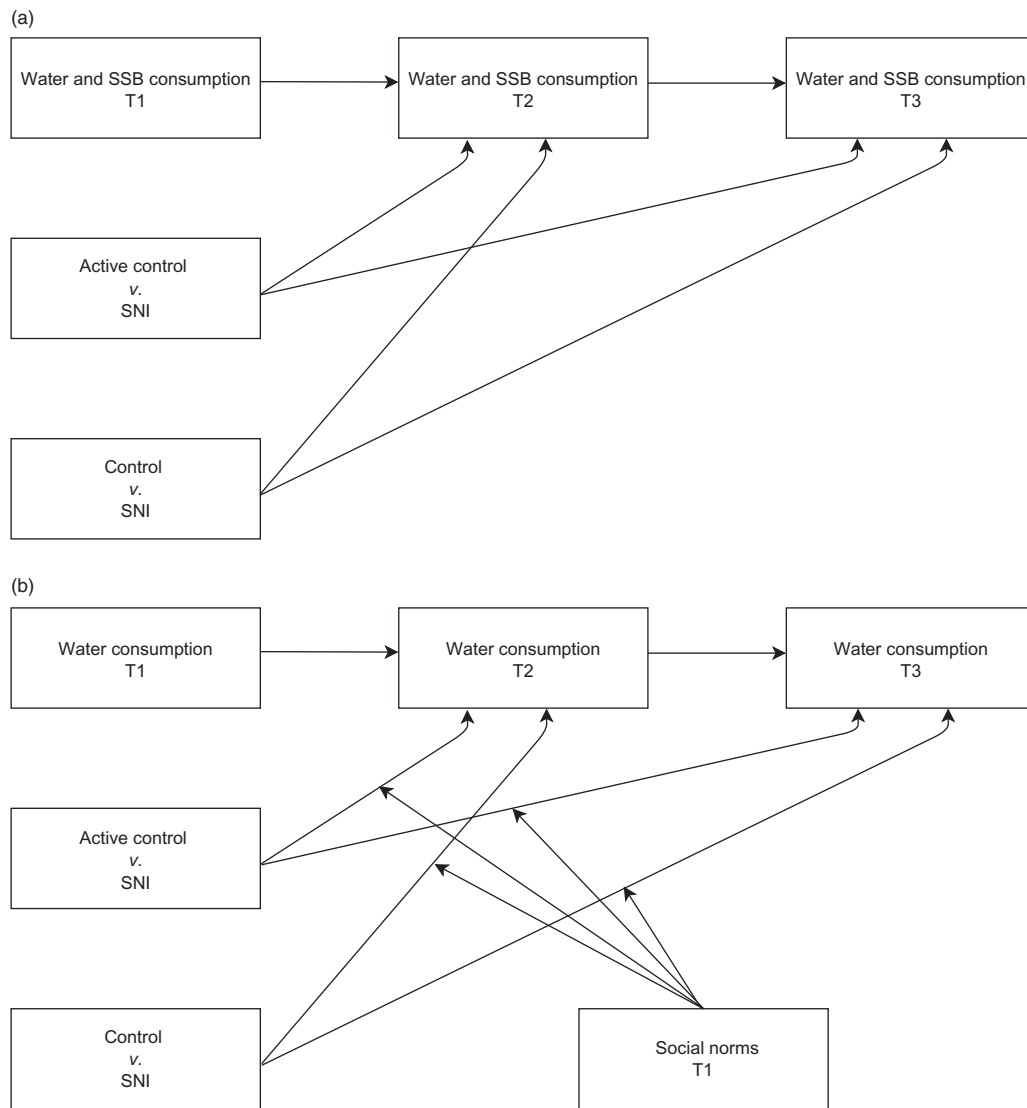 (a)
Water and SSB consumption
T1
Water and SSB consumption
T2
Water and SSB consumption
T3
Active control
v.
SNI
Control
v.
SNI
(b)
Water consumption
T1
Water consumption
T2
Water consumption
T3
Active control
v.
SNI
Control
v.
SNI
Social norms
T1